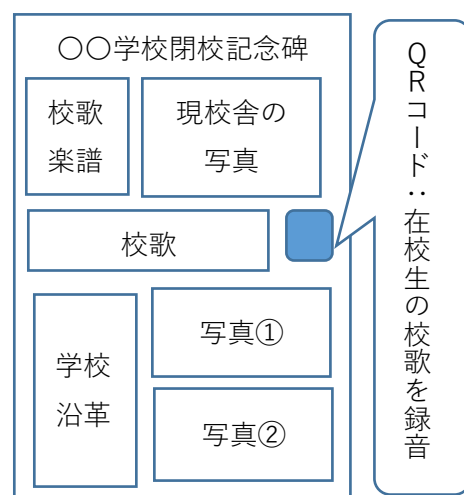 〇〇学校閉校記念碑
校歌
楽譜
現校舎の
写真
校歌
学校
沿革
写真①
写真②
QRコード：在校生の校歌を録音